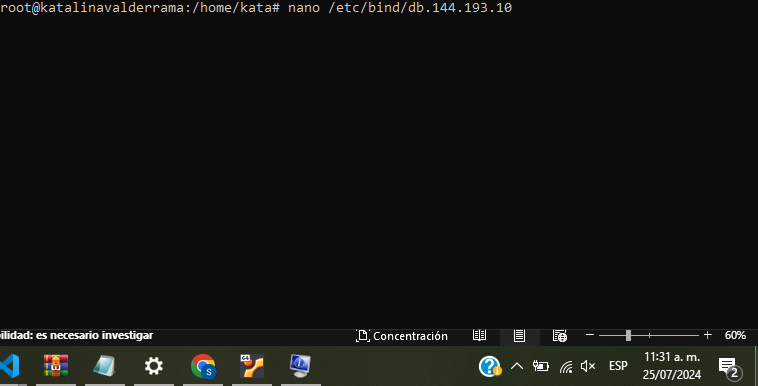 root@katalinavalderrama:/home/kata# nano /etc/bind/db.144.193.10
bilidad: es necesario investigar
Concentración
60%
ESP
11:31 a. m.
25/07/2024
2